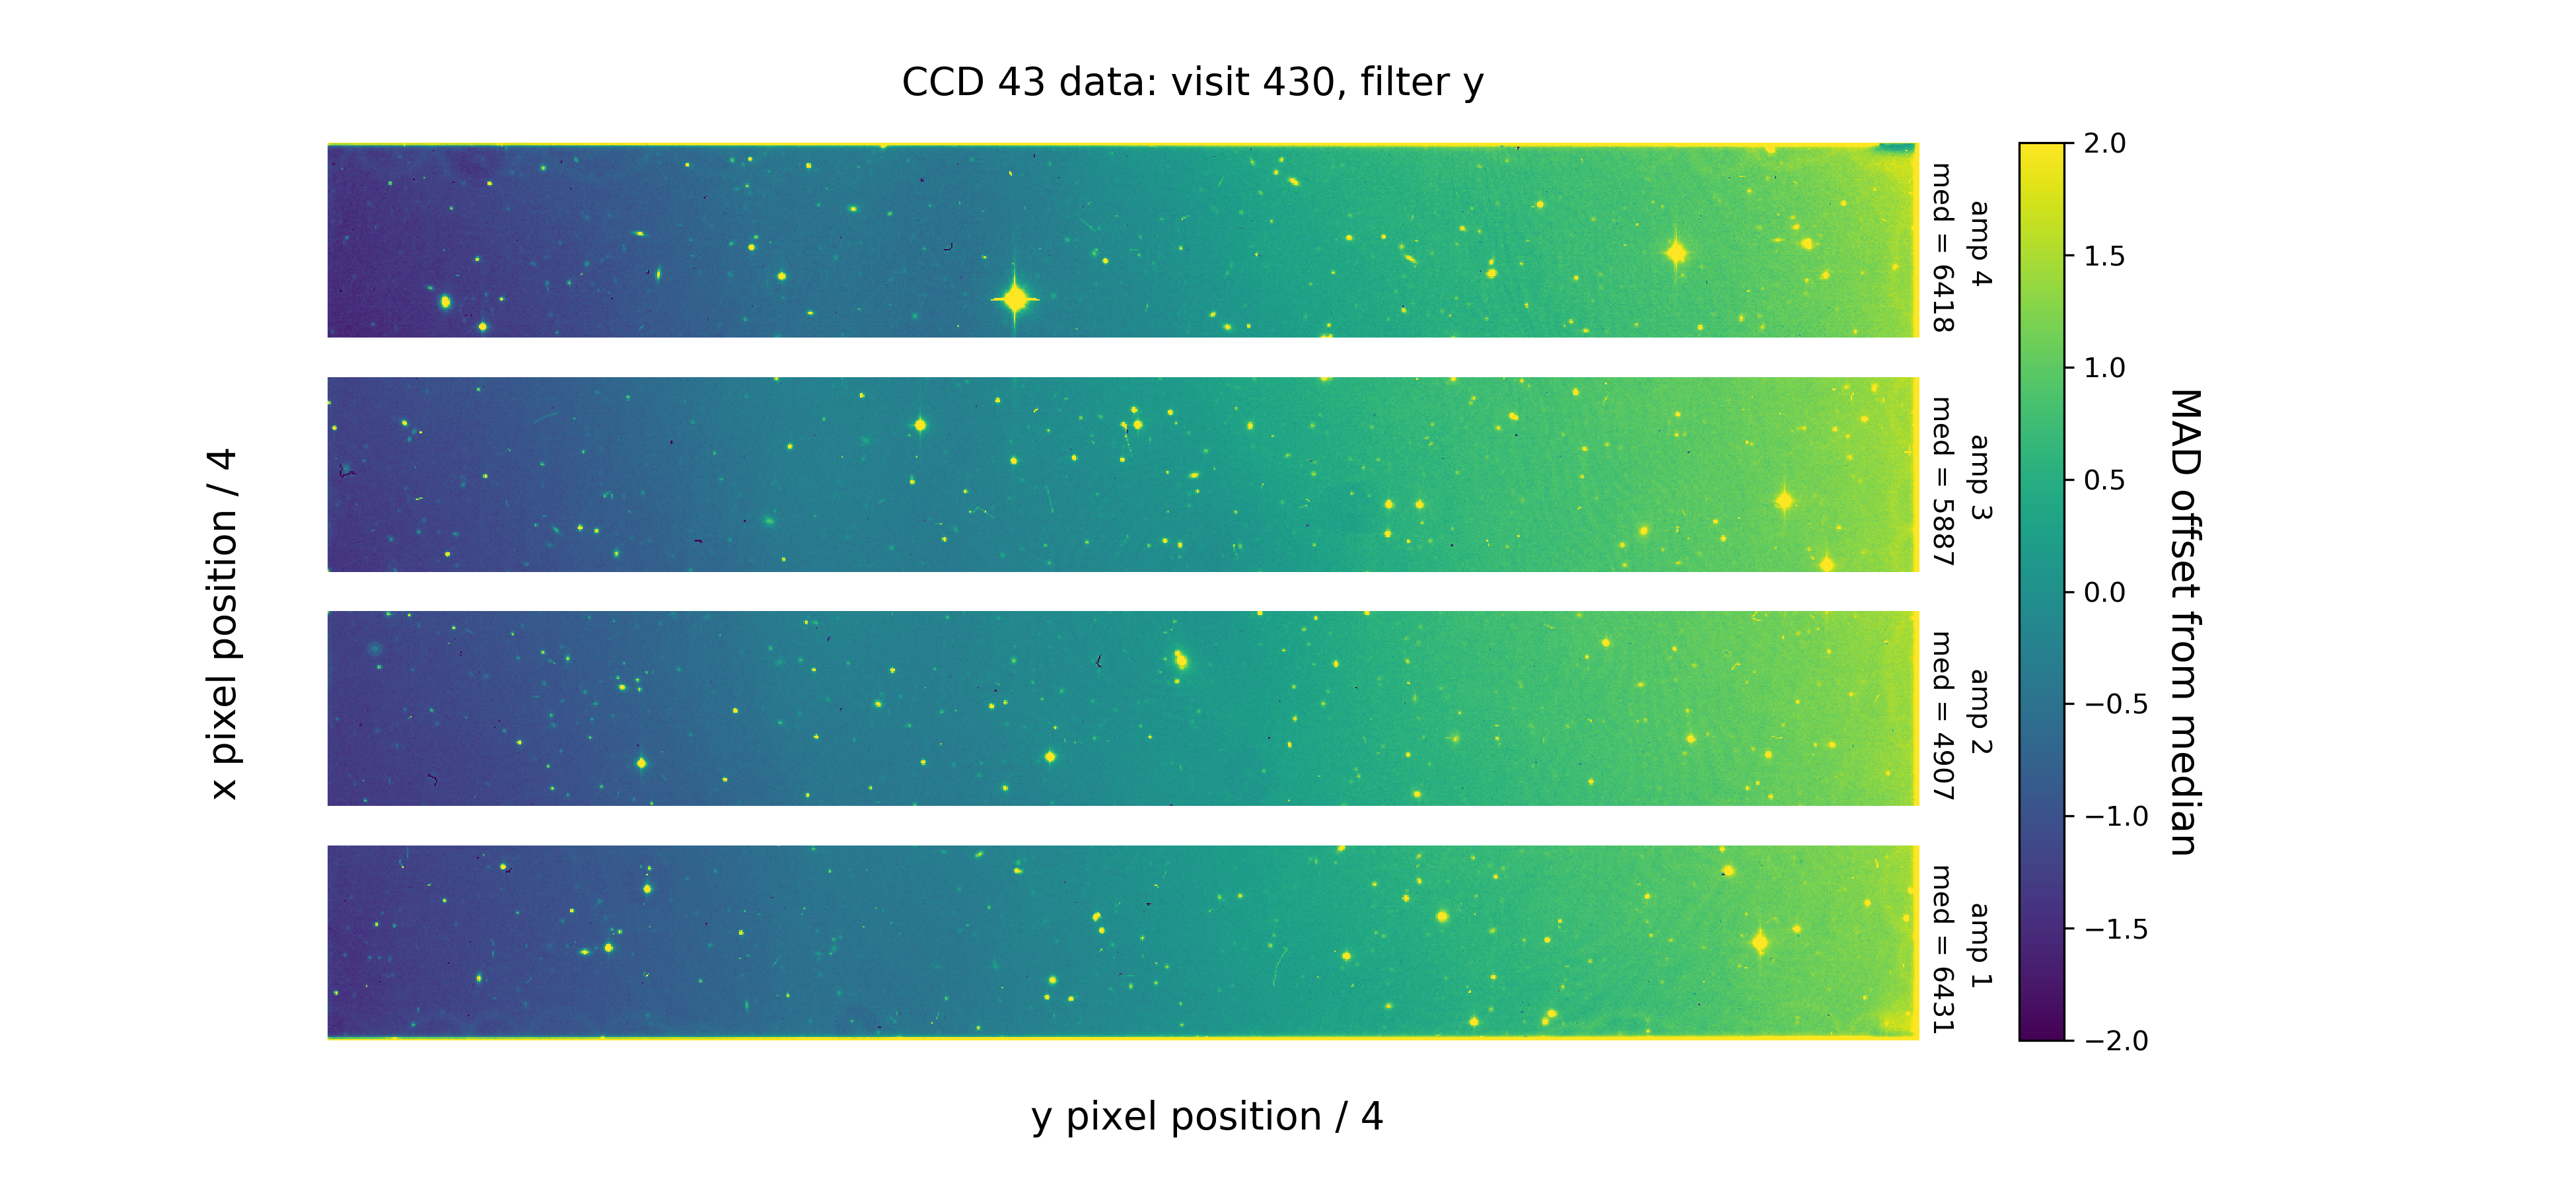 CCD 43 data: visit 430, filter y
x pixel position / 4
amp 4
med = 6418
amp 3
med = 5887
amp 2
med = 4907
amp 1
med = 6431
y pixel position / 4
2.0
1.5
1.0
0.5
0.0
−0.5
−1.0
−1.5
−2.0
MAD offset from median